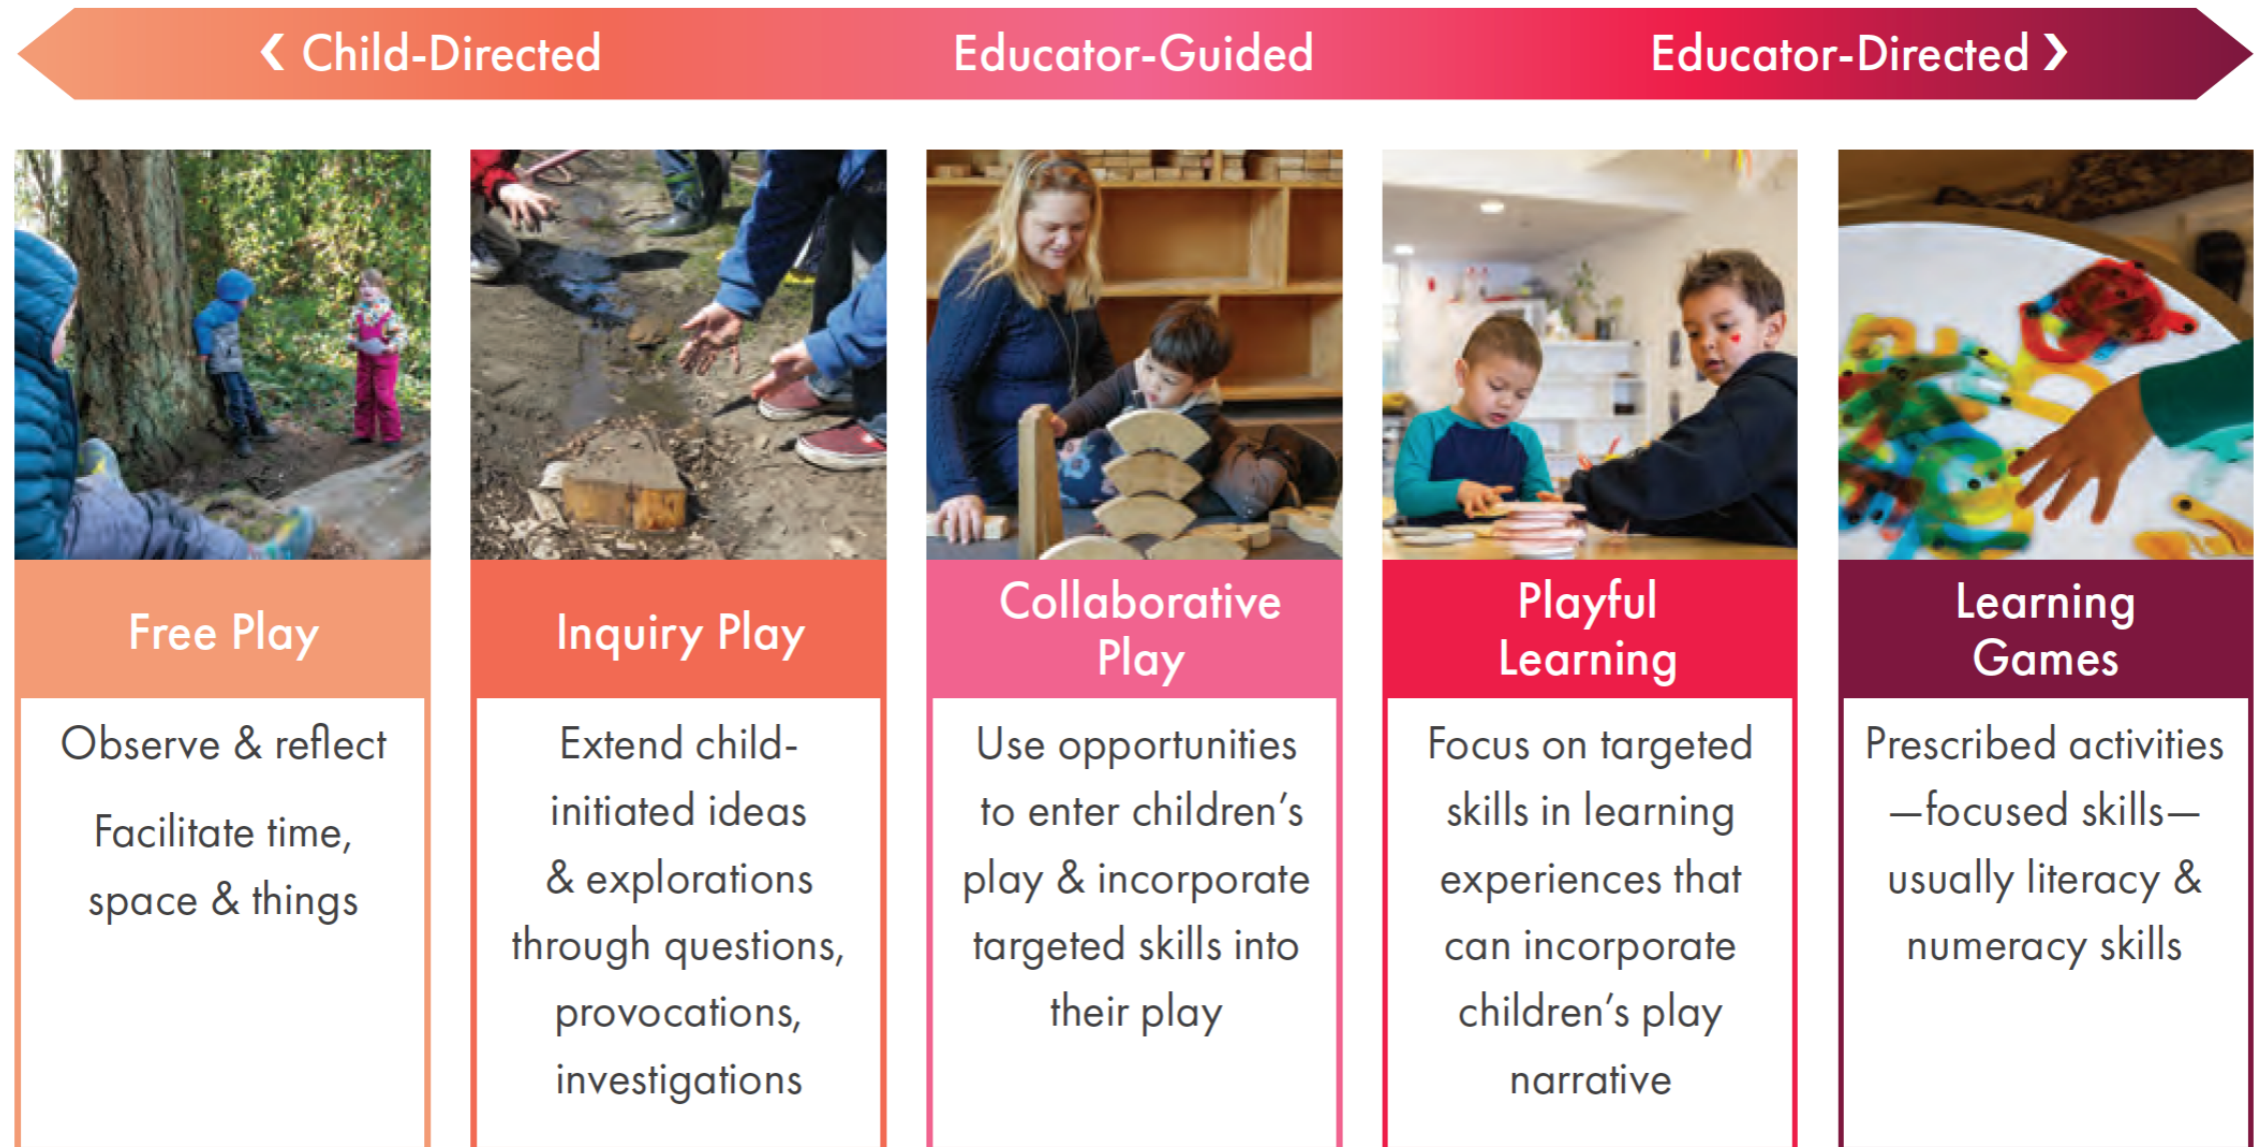 ‹ Child-Directed
Educator-Guided
Educator-Directed ›
Free Play
Observe & reflect
Facilitate time,
space & things
Inquiry Play
Extend child-
initiated ideas
& explorations
through questions,
provocations,
investigations
Collaborative
Play
Use opportunities
to enter children’s
play & incorporate
targeted skills into
their play
Playful
Learning
Focus on targeted
skills in learning
experiences that
can incorporate
children’s play
narrative
Learning
Games
Prescribed activities
—focused skills—
usually literacy &
numeracy skills